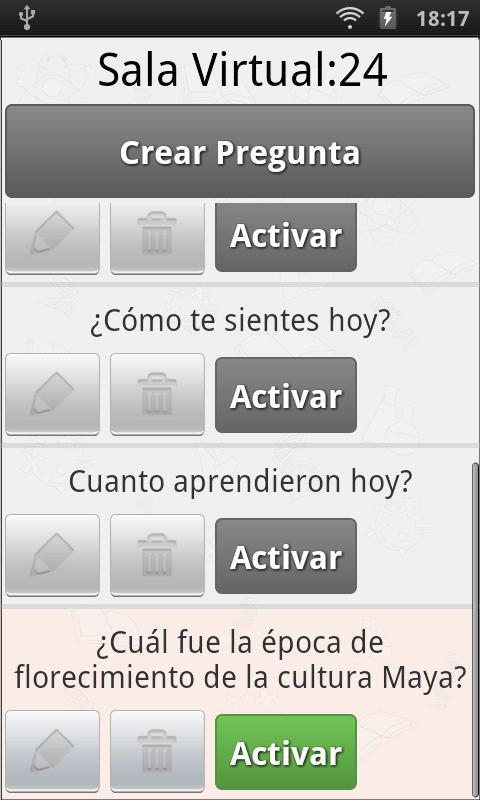 18:17
Sala Virtual:24
Crear Pregunta
Activar
¿Cómo te sientes hoy?
Activar
Cuanto aprendieron hoy?
Activar
¿Cuál fue la época de
florecimiento de la cultura Maya?
Activar